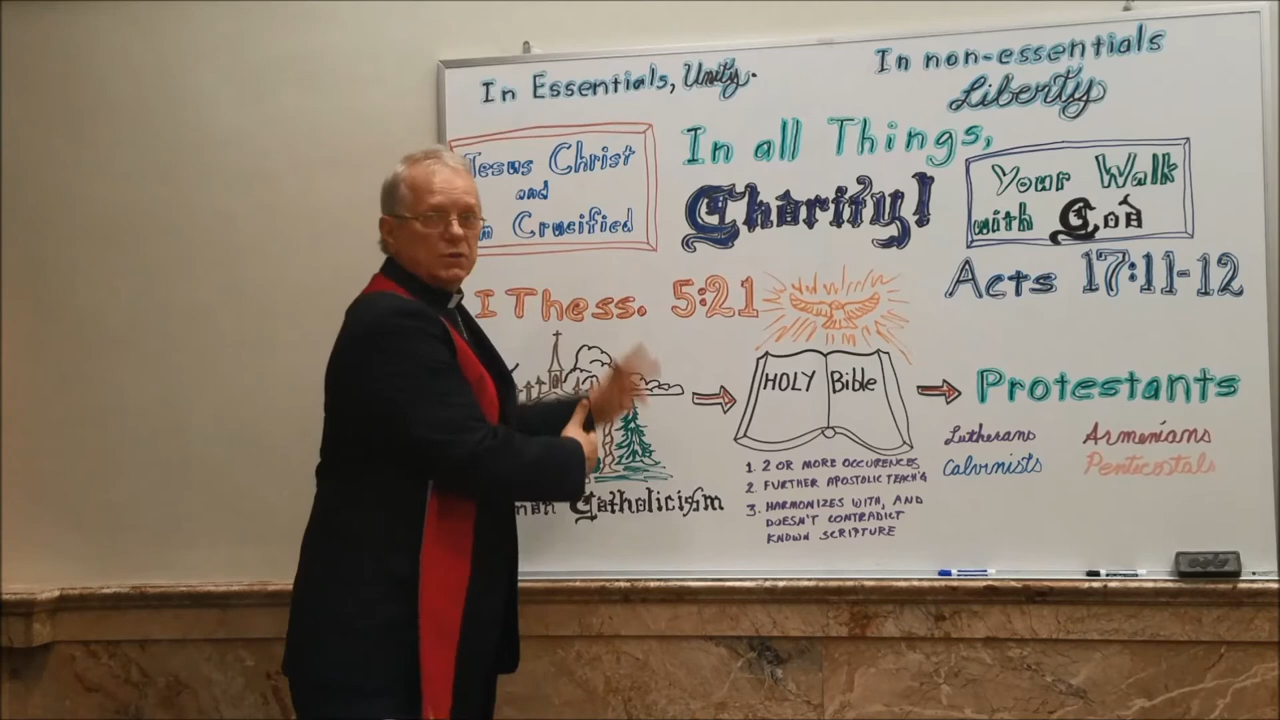 In Essentials, Unity.
In non-essentials
Liberty
In all Things,
Charity!
Jesus Christ
and
Crucified
Your Walk
with God
I Thess. 5:21
Acts 17:11-12
HOLY Bible
Protestants
Lutherans
Armenians
Calvinists
Pentecostals
1. 2 OR MORE OCCURENCES
2. FURTHER APOSTOLIC TEACH'G
3. HARMONIZES WITH, AND
DOESN'T CONTRADICT
KNOWN SCRIPTURE
Catholicism